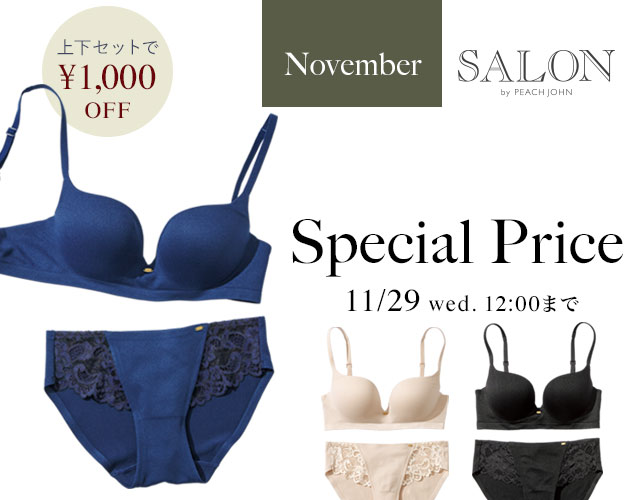 上下セットで
¥1,000
OFF
November
SALON
by PEACH JOHN
Special Price
11/29 wed. 12:00まで